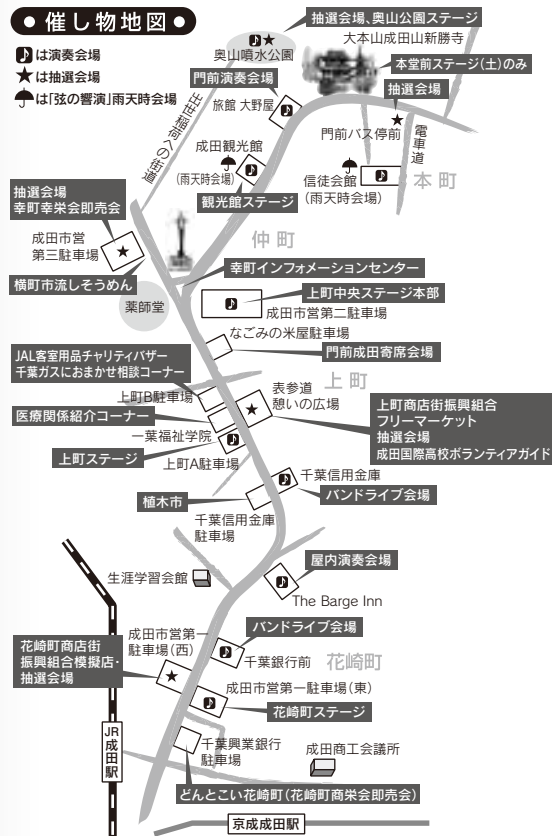 催し物地図
♪は演奏会場
★は抽選会場
☂は「弦の響演」雨天時会場
抽選会場、奥山公園ステージ
♪★
奥山噴水公園
大本山成田山新勝寺
本堂前ステージ(土)のみ
門前演奏会場
抽選会場
旅館 大野屋
♪
★
門前バス停前
出世稲荷への街道
電車道
成田観光館
☂
(雨天時会場)
♪
観光館ステージ
☂
信徒会館
(雨天時会場)
♪
本町
抽選会場
幸町幸栄会即売会
成田市営
第三駐車場
★
仲町
横町市流しそうめん
幸町インフォメーションセンター
薬師堂
♪
上町中央ステージ本部
成田市営第二駐車場
なごみの米屋駐車場
門前成田寄席会場
JAL客室用品チャリティバザー
千葉ガスにおまかせ相談コーナー
上町
上町B駐車場
表参道
憩いの広場
★
医療関係紹介コーナー
上町商店街振興組合
フリーマーケット
抽選会場
成田国際高校ボランティアガイド
一葉福祉学院
♪
上町ステージ
上町A駐車場
千葉信用金庫
♪
バンドライブ会場
植木市
千葉信用金庫
駐車場
屋内演奏会場
生涯学習会館
♪
The Barge Inn
成田市営第一
駐車場(西)
バンドライブ会場
花崎町商店街
振興組合模擬店・
抽選会場
♪
千葉銀行前
花崎町
★
成田市営第一駐車場(東)
♪
花崎町ステージ
JR
成田駅
千葉興業銀行
駐車場
成田商工会議所
どんとこい花崎町(花崎町商栄会即売会)
京成成田駅